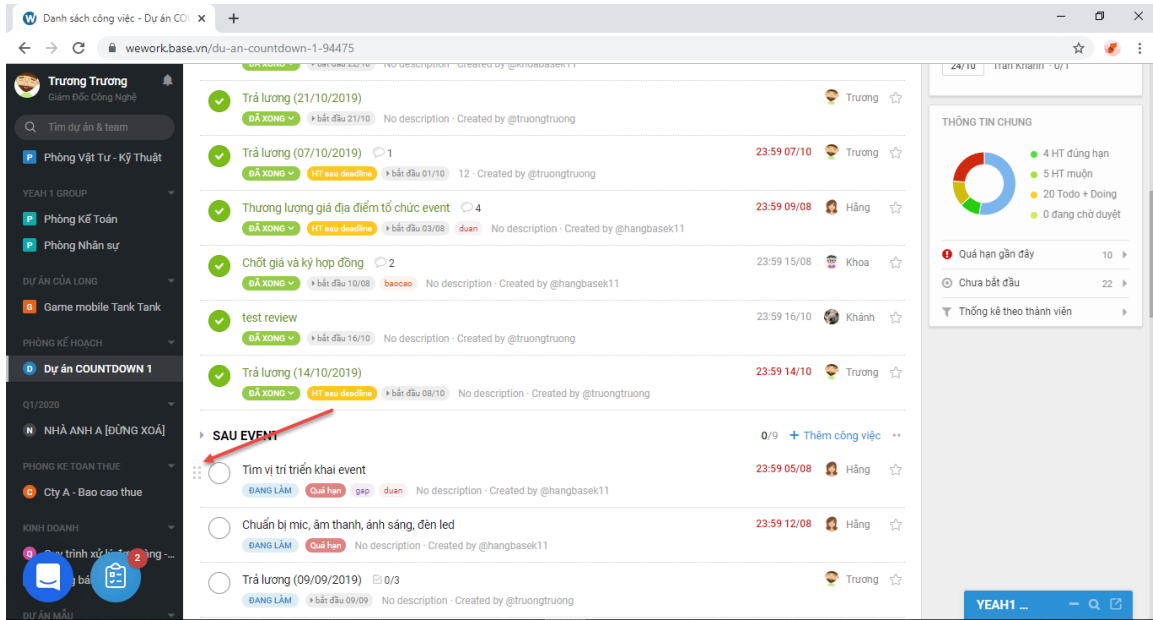 Danh sách công việc - Dự án CO
wework.base.vn/du-an-countdown-1-94475
Trương Trương
Giám Đốc Công Nghệ
Tìm dự án & team
Phòng Vật Tư - Kỹ Thuật
YEAH 1 GROUP
Phòng Kế Toán
Phòng Nhân sự
DỰ ÁN CỦA LONG
Game mobile Tank Tank
PHÒNG KẾ HOẠCH
Dự án COUNTDOWN 1
Q1/2020
NHÀ ANH A [ĐỪNG XOÁ]
PHONG KE TOAN THUE
Cty A - Bao cao thue
KINH DOANH
2
DỰ ÁN MẪU
ĐÃ XONG bắt đầu 22/10 No description · Created by @khoabasek11
Trả lương (21/10/2019) Trương
ĐÃ XONG bắt đầu 21/10 No description · Created by @truongtruong
Trả lương (07/10/2019) 1 23:59 07/10 Trương
ĐÃ XONG HT sau deadline bắt đầu 01/10 12 · Created by @truongtruong
Thương lượng giá địa điểm tổ chức event 4 23:59 09/08 Hằng
ĐÃ XONG HT sau deadline bắt đầu 03/08 duan No description · Created by @hangbasek11
Chốt giá và ký hợp đồng 2 23:59 15/08 Khoa
ĐÃ XONG bắt đầu 10/08 baocao No description · Created by @hangbasek11
test review 23:59 16/10 Khánh
ĐÃ XONG bắt đầu 16/10 No description · Created by @truongtruong
Trả lương (14/10/2019) 23:59 14/10 Trương
ĐÃ XONG HT sau deadline bắt đầu 08/10 No description · Created by @truongtruong
SAU EVENT 0/9 + Thêm công việc
Tìm vị trí triển khai event 23:59 05/08 Hằng
ĐANG LÀM Quá hạn gap duan No description · Created by @hangbasek11
Chuẩn bị mic, âm thanh, ánh sáng, đèn led 23:59 12/08 Hằng
ĐANG LÀM Quá hạn No description · Created by @hangbasek11
Trả lương (09/09/2019) 0/3 Trương
ĐANG LÀM bắt đầu 09/09 No description · Created by @truongtruong
24/10 Trần Khánh · 0/1
THÔNG TIN CHUNG
4 HT đúng hạn
5 HT muộn
20 Todo + Doing
0 đang chờ duyệt
Quá hạn gần đây 10
Chưa bắt đầu 22
Thống kê theo thành viên
YEAH1 ...